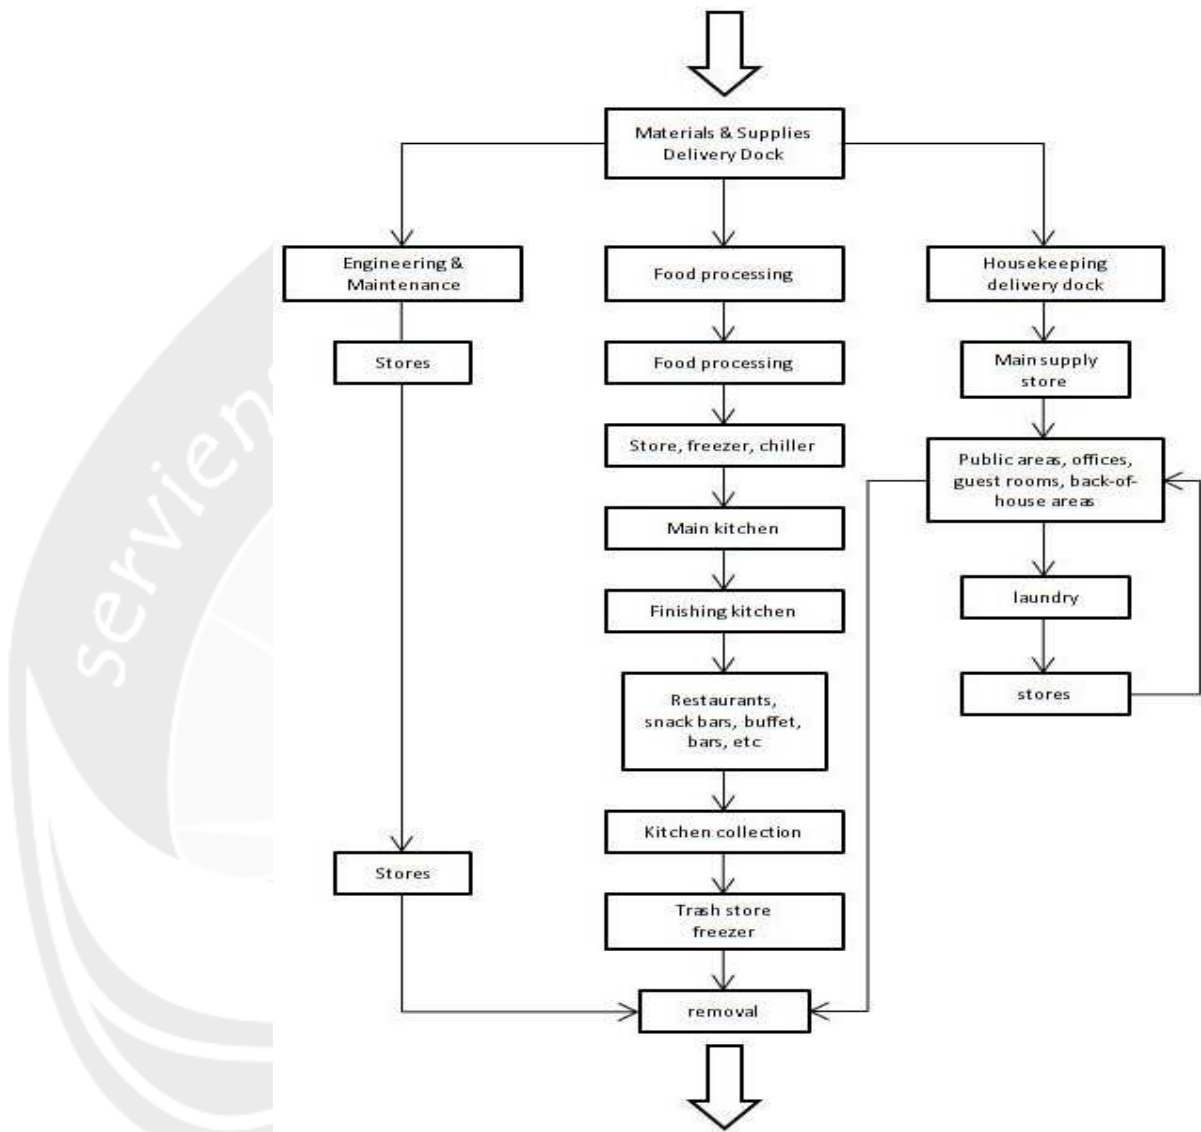 Materials & Supplies
Delivery Dock
Engineering &
Maintenance
Food processing
Housekeeping
delivery dock
Stores
Food processing
Main supply
store
Store, freezer, chiller
Public areas, offices,
guest rooms, back-of-
house areas
Main kitchen
Finishing kitchen
laundry
Restaurants,
snack bars, buffet,
bars, etc
stores
Kitchen collection
Stores
Trash store
freezer
removal